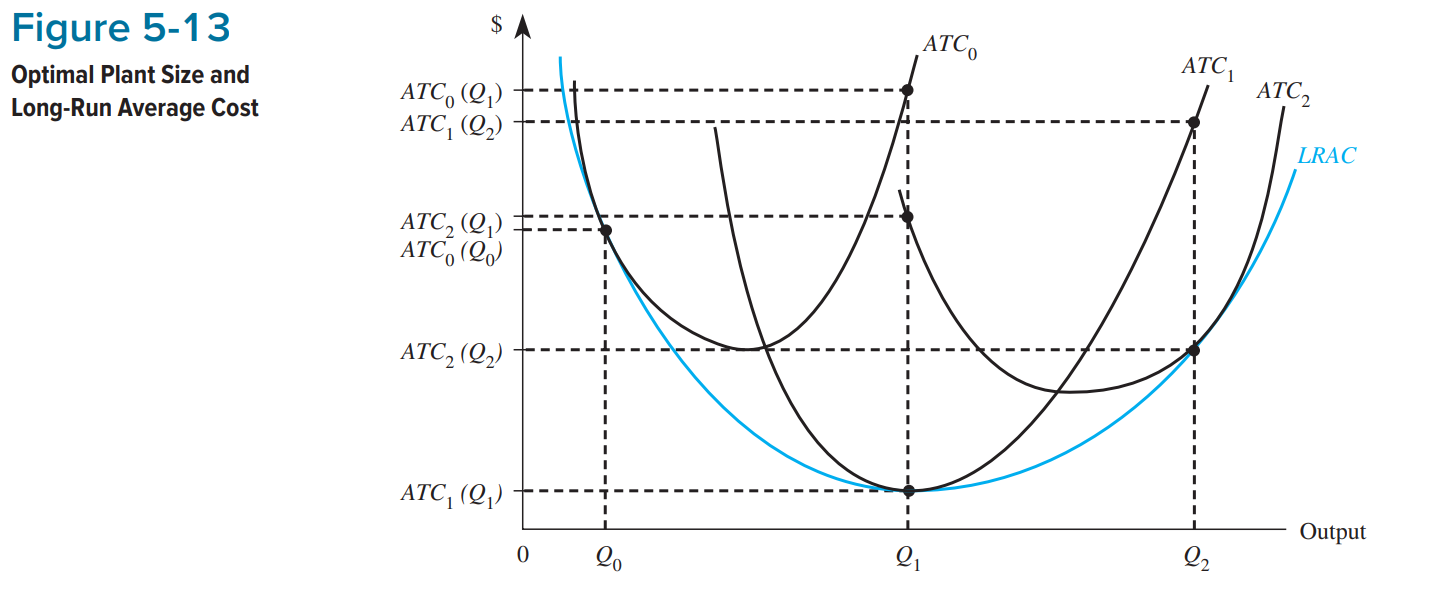 Figure 5-13
Optimal Plant Size and
Long-Run Average Cost
$
ATC₀
ATC₁
ATC₂
LRAC
ATC₀ (Q₁)
ATC₁ (Q₂)
ATC₂ (Q₁)
ATC₀ (Q₀)
ATC₂ (Q₂)
ATC₁ (Q₁)
Output
0 Q₀ Q₁ Q₂